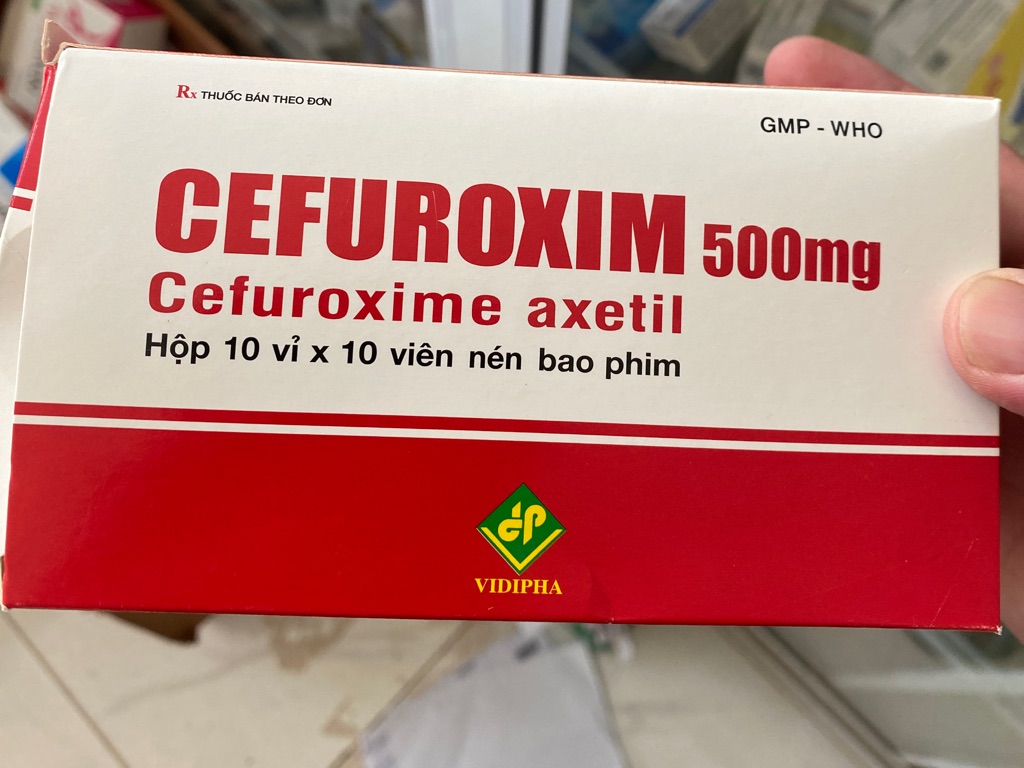 Rx THUỐC BÁN THEO ĐƠN
GMP - WHO
CEFUROXIM 500mg
Cefuroxime axetil
Hộp 10 vỉ x 10 viên nén bao phim
VIDIPHA